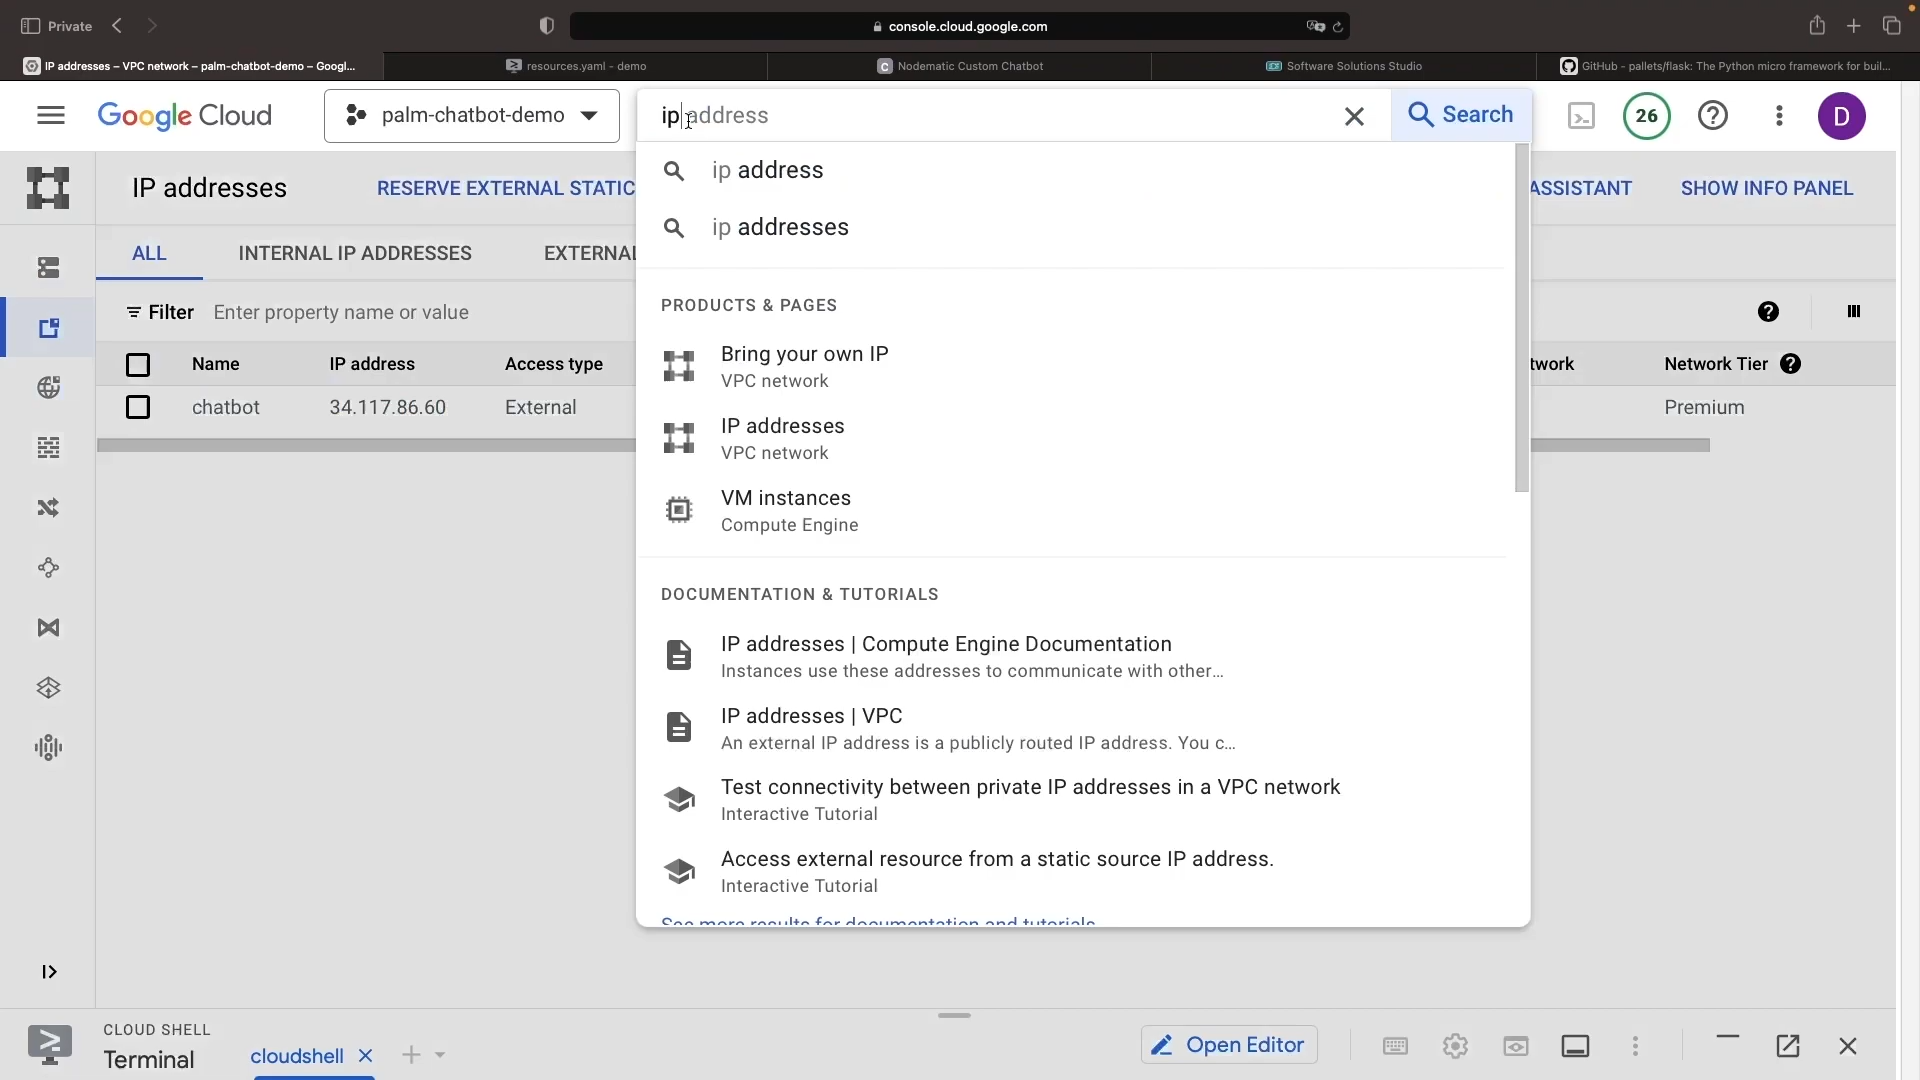 Private
console.cloud.google.com
IP addresses – VPC network – palm-chatbot-demo – Googl...
resources.yaml - demo
Nodematic Custom Chatbot
Software Solutions Studio
GitHub - pallets/flask: The Python micro framework for buil...
Google Cloud
palm-chatbot-demo
ip address
Search
26
D
IP addresses
RESERVE EXTERNAL STATIC
ASSISTANT
SHOW INFO PANEL
ip address
ip addresses
ALL
INTERNAL IP ADDRESSES
EXTERNAL
Filter
Enter property name or value
PRODUCTS & PAGES
Name
IP address
Access type
twork
Network Tier
chatbot
34.117.86.60
External
Premium
Bring your own IP
VPC network
IP addresses
VPC network
VM instances
Compute Engine
DOCUMENTATION & TUTORIALS
IP addresses | Compute Engine Documentation
Instances use these addresses to communicate with other...
IP addresses | VPC
An external IP address is a publicly routed IP address. You c...
Test connectivity between private IP addresses in a VPC network
Interactive Tutorial
Access external resource from a static source IP address.
Interactive Tutorial
See more results for documentation and tutorials
CLOUD SHELL
Terminal
cloudshell
Open Editor